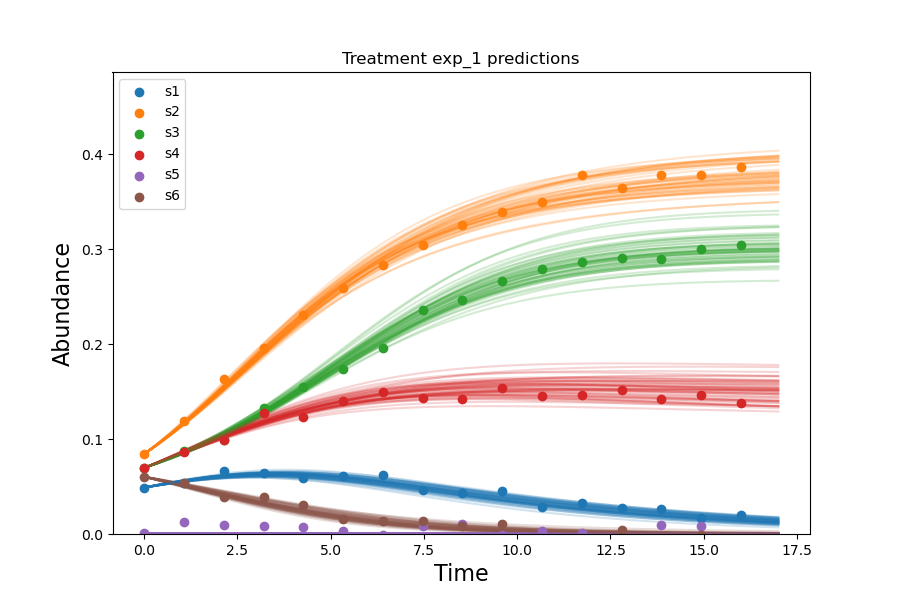 Treatment exp_1 predictions
s1
s2
s3
s4
s5
s6
Abundance
0.4
0.3
0.2
0.1
0.0
0.0 2.5 5.0 7.5 10.0 12.5 15.0 17.5
Time